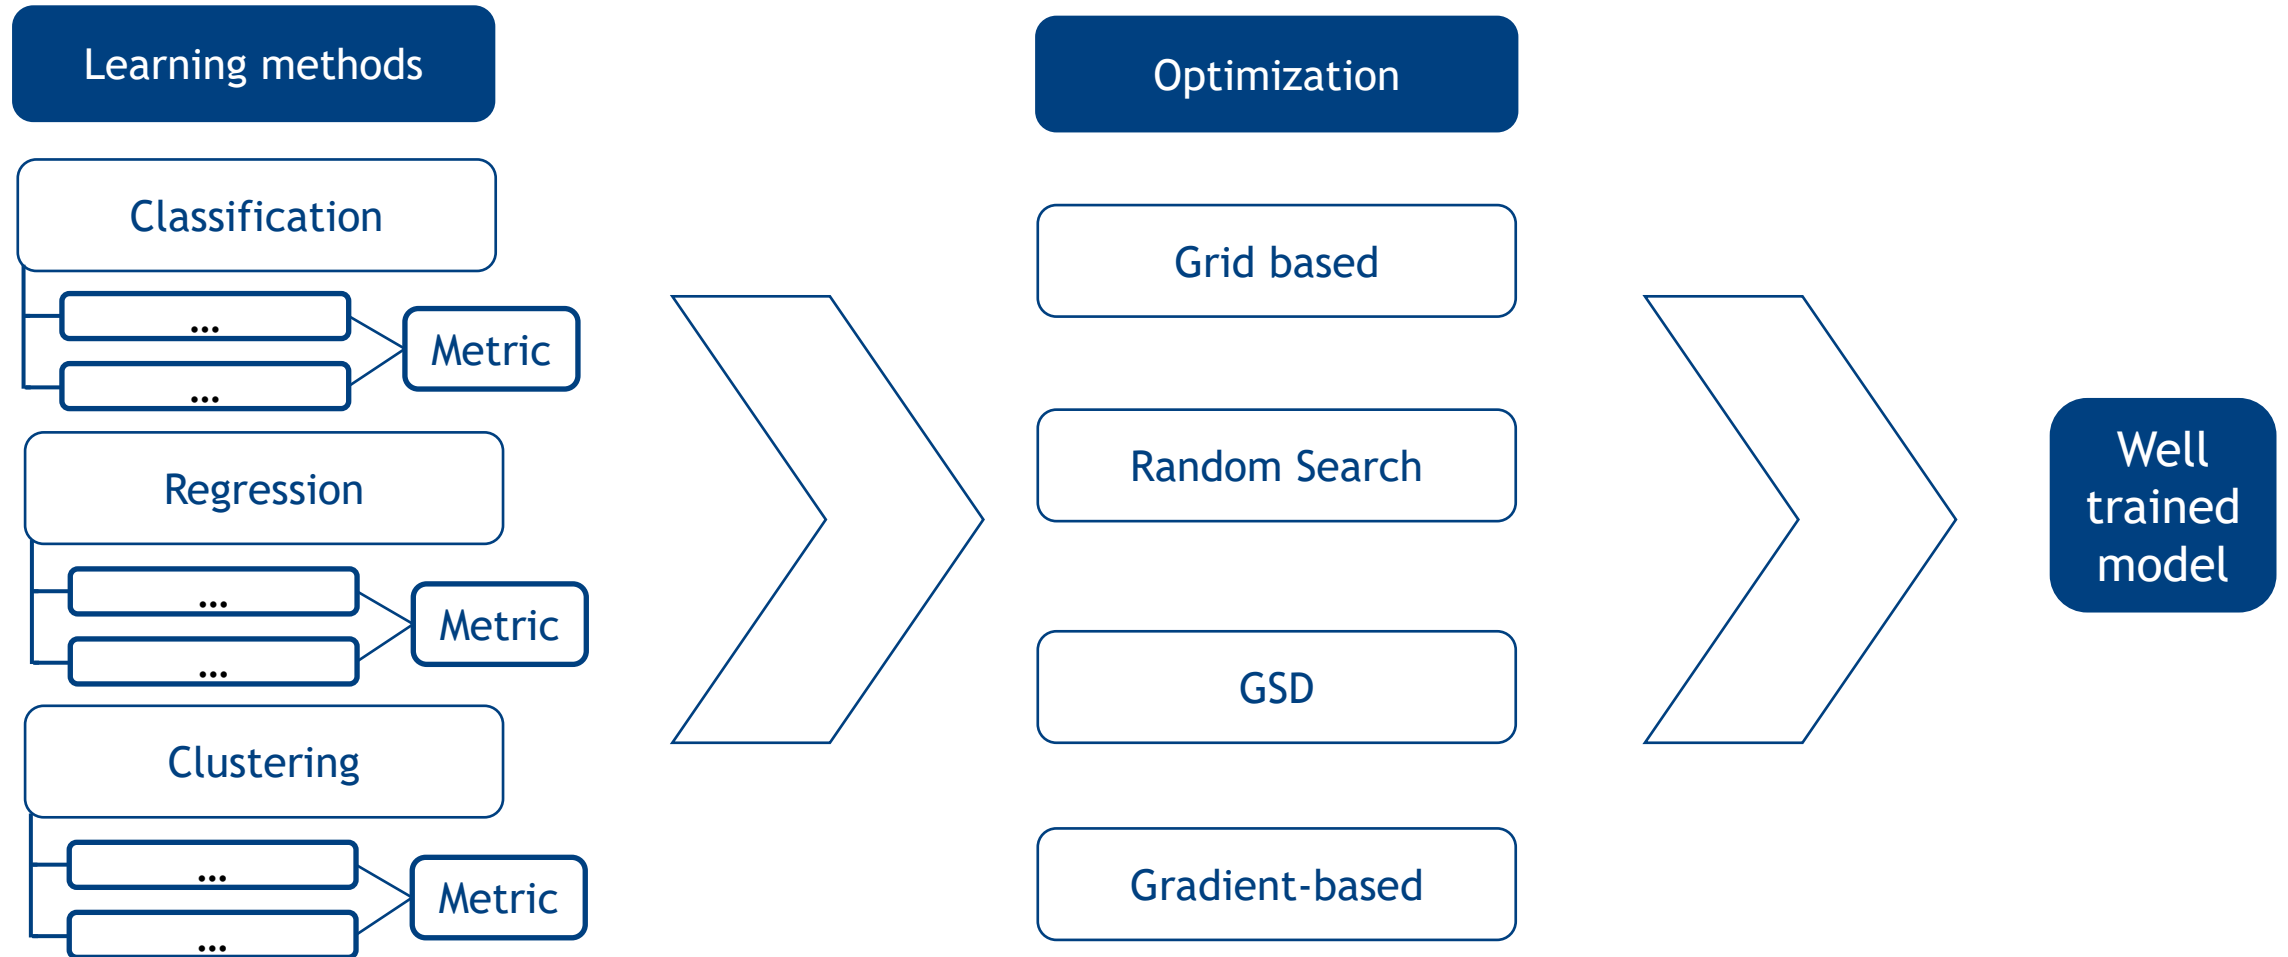 Learning methods
Classification
...
...
Metric
Regression
...
...
Metric
Clustering
...
...
Metric
Optimization
Grid based
Random Search
GSD
Gradient-based
Well
trained
model